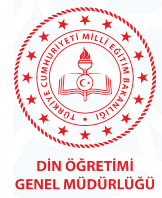 TÜRKİYE CUMHURİYETİ MİLLÎ EĞİTİM BAKANLIĞI
DİN ÖĞRETİMİ
GENEL MÜDÜRLÜĞÜ